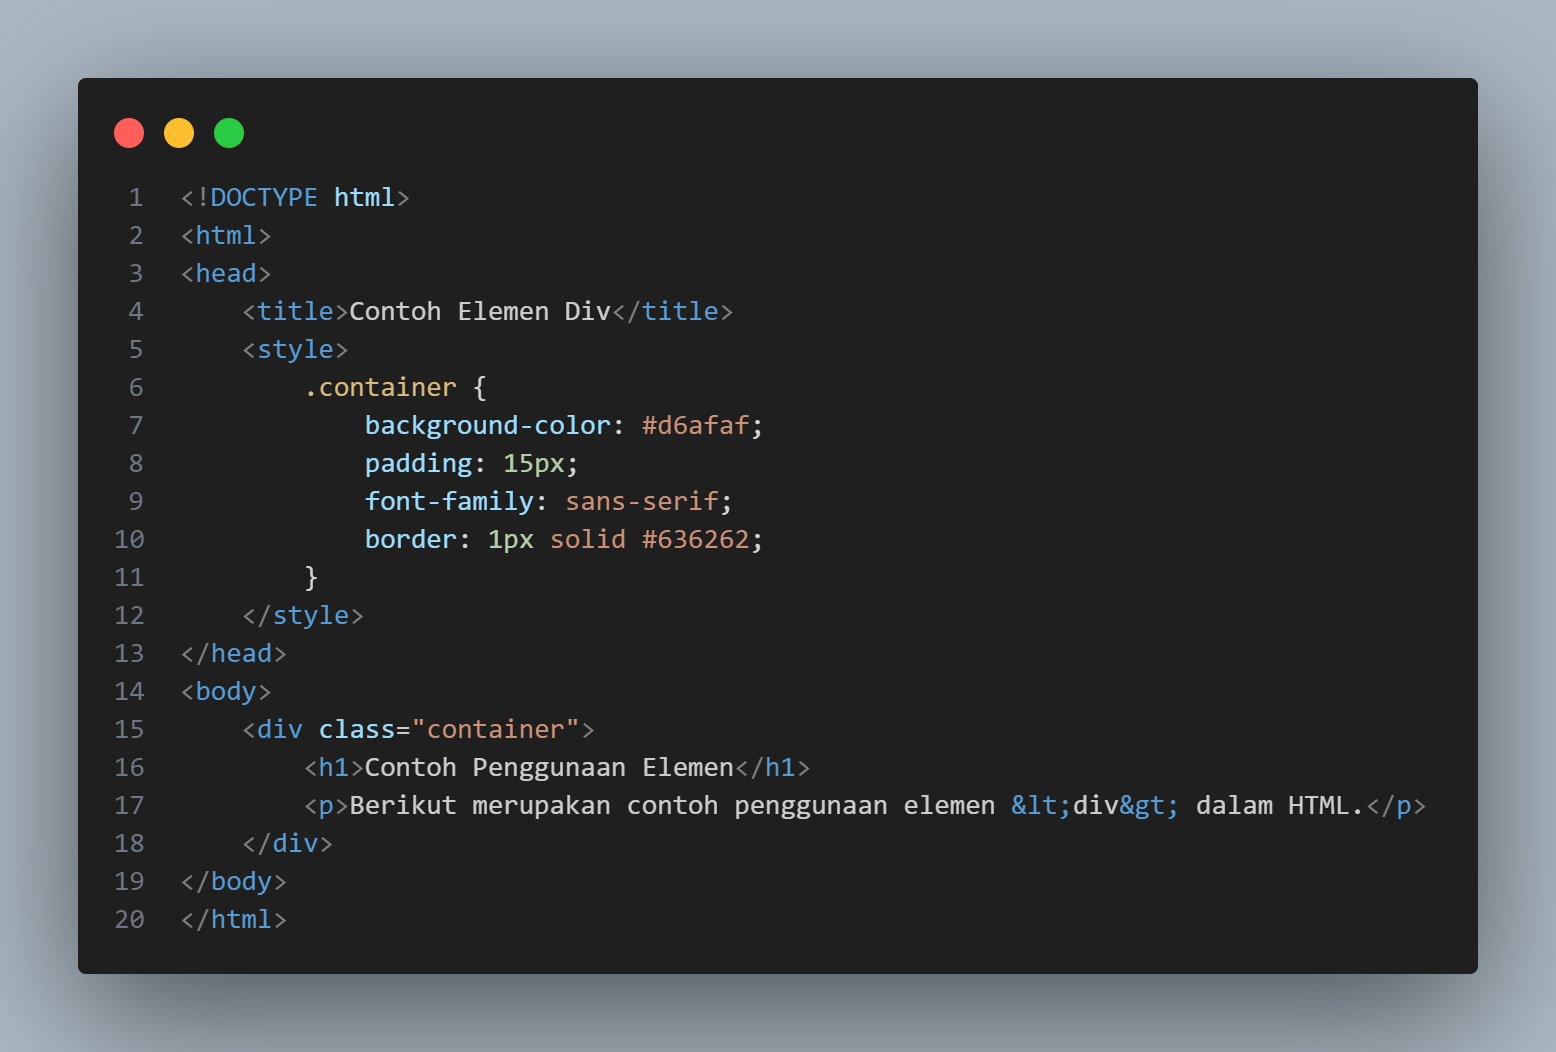 1 <!DOCTYPE html>
2 <html>
3 <head>
4     <title>Contoh Elemen Div</title>
5     <style>
6         .container {
7             background-color: #d6afaf;
8             padding: 15px;
9             font-family: sans-serif;
10             border: 1px solid #636262;
11         }
12     </style>
13 </head>
14 <body>
15     <div class="container">
16         <h1>Contoh Penggunaan Elemen</h1>
17         <p>Berikut merupakan contoh penggunaan elemen &lt;div&gt; dalam HTML.</p>
18     </div>
19 </body>
20 </html>